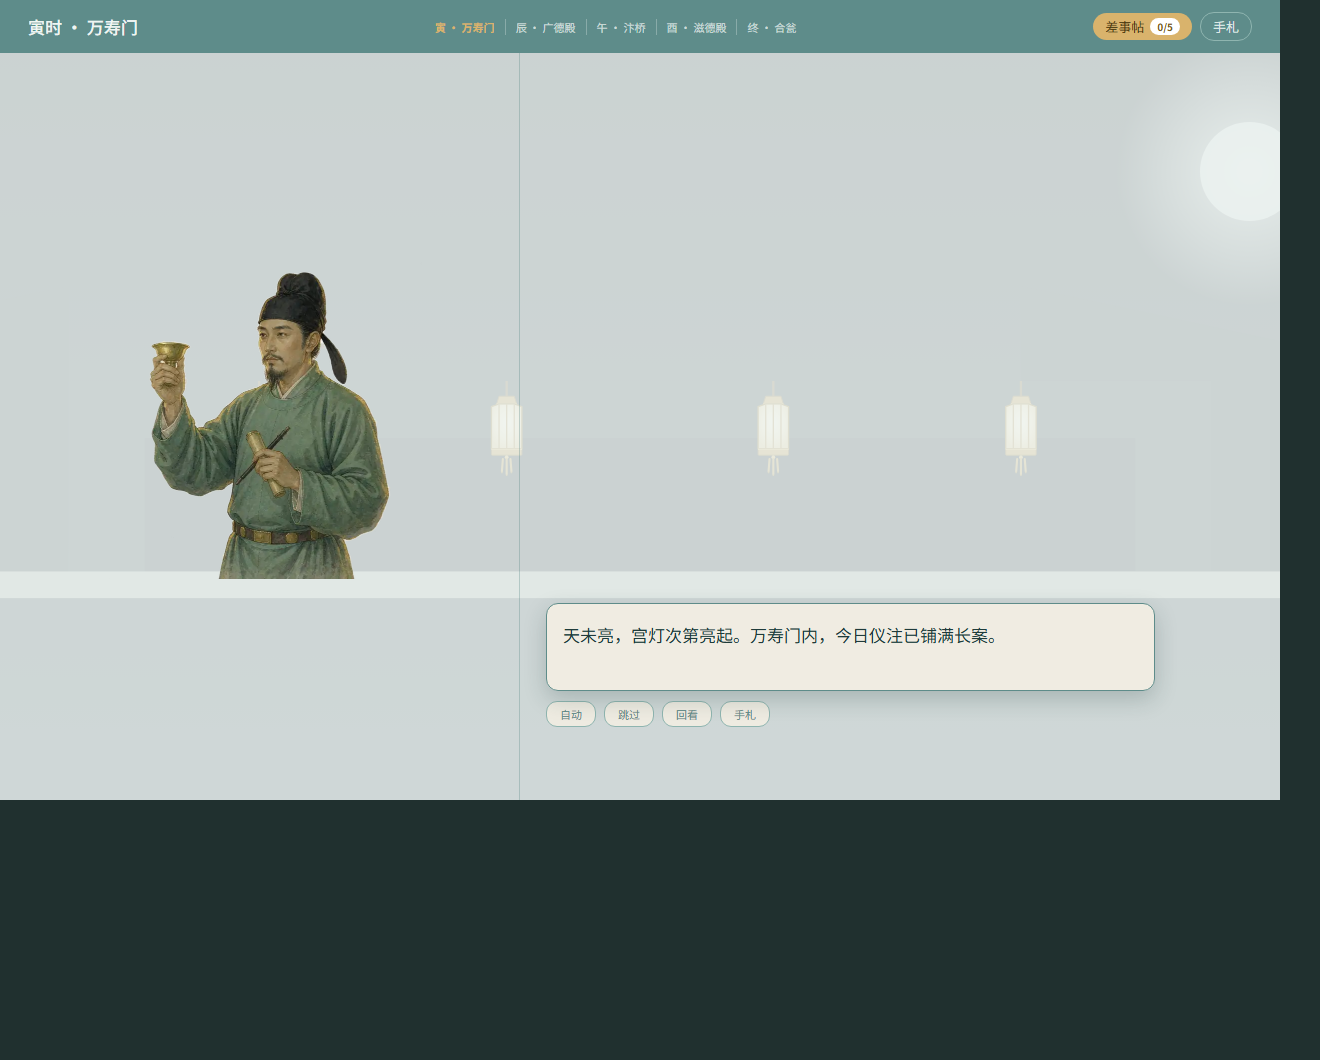 寅时 · 万寿门
寅 · 万寿门
辰 · 广德殿
午 · 汴桥
酉 · 滋德殿
终 · 合瓮
差事帖 0/5
手札
天未亮，宫灯次第亮起。万寿门内，今日仪注已铺满长案。
自动
跳过
回看
手札